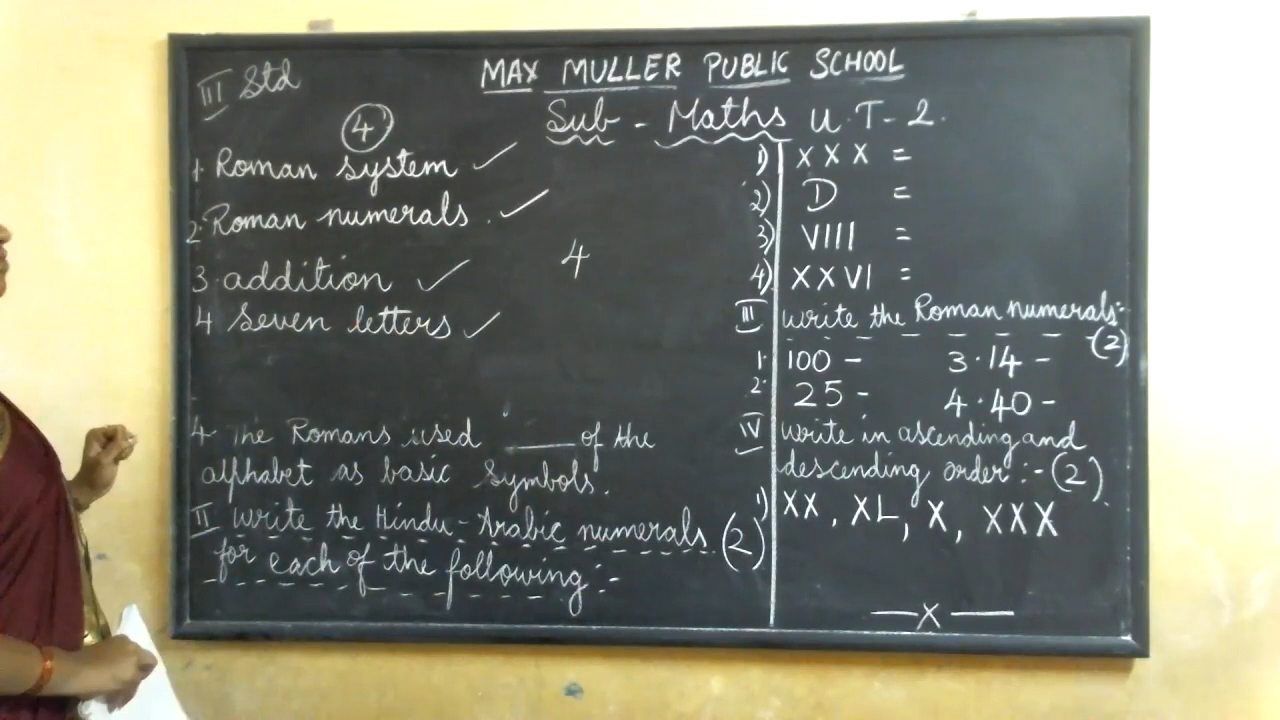 III Std
MAX MULLER PUBLIC SCHOOL
Sub - Maths U.T-2.
4
1. Roman system ✓
2. Roman numerals. ✓
3. addition ✓
4 Seven letters ✓
4
4. The Romans used ____ of the
alphabet as basic symbols.
II write the Hindu-Arabic numerals (2)
for each of the following:-
1) XXX =
2) D =
3) VIII =
4) XXVI =
III write the Roman numerals:-
(2)
1. 100 - 3. 14 -
2. 25 - 4. 40 -
IV write in ascending and
descending order:- (2)
1) XX, XL, X, XXX
—x—